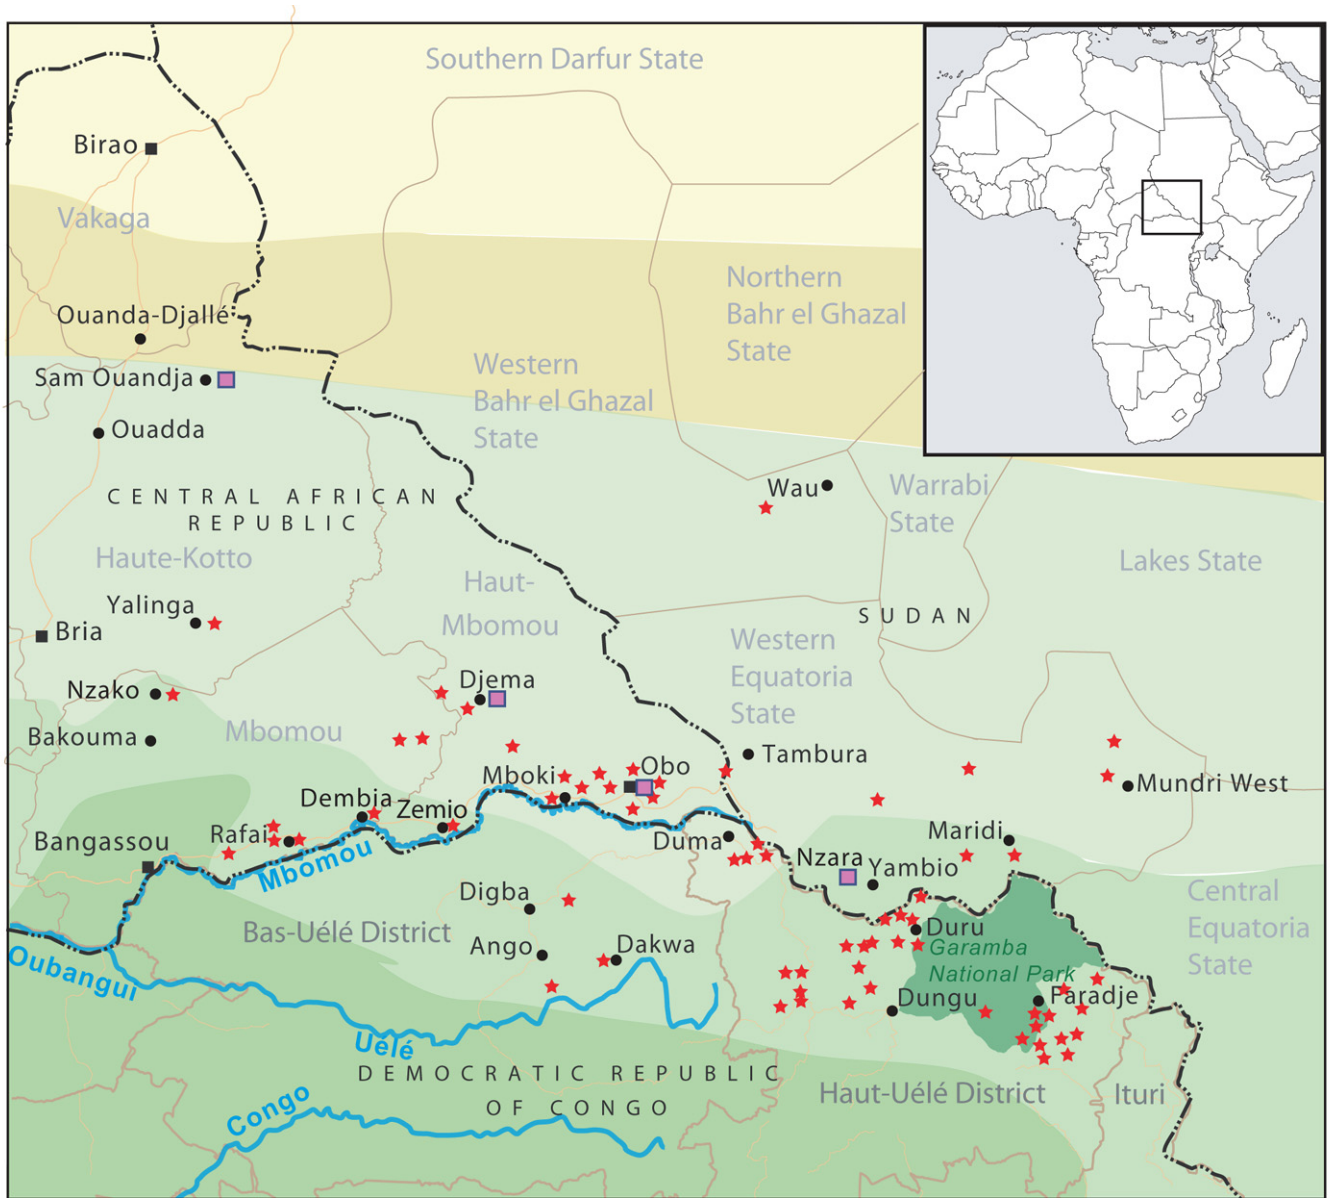 Southern Darfur State
Birao
Vakaga
Northern
Bahr el Ghazal
State
Ouanda-Djallé
Western
Bahr el Ghazal
State
Sam Ouandja
Ouadda
CENTRAL AFRICAN
REPUBLIC
Wau
Warrabi
State
Haute-Kotto
Lakes State
Haut-
Mbomou
Yalinga
SUDAN
Bria
Western
Equatoria
State
Nzako
Djema
Mbomou
Bakouma
Tambura
Mboki
Obo
Mundri West
Dembia
Zemio
Rafai
Bangassou
Mbomou
Duma
Maridi
Nzara
Yambio
Digba
Central
Equatoria
State
Bas-Uélé District
Ango
Dakwa
Duru
Garamba
National Park
Oubangui
Dungu
Faradje
Uélé
DEMOCRATIC REPUBLIC
OF CONGO
Haut-Uélé District
Ituri
Congo